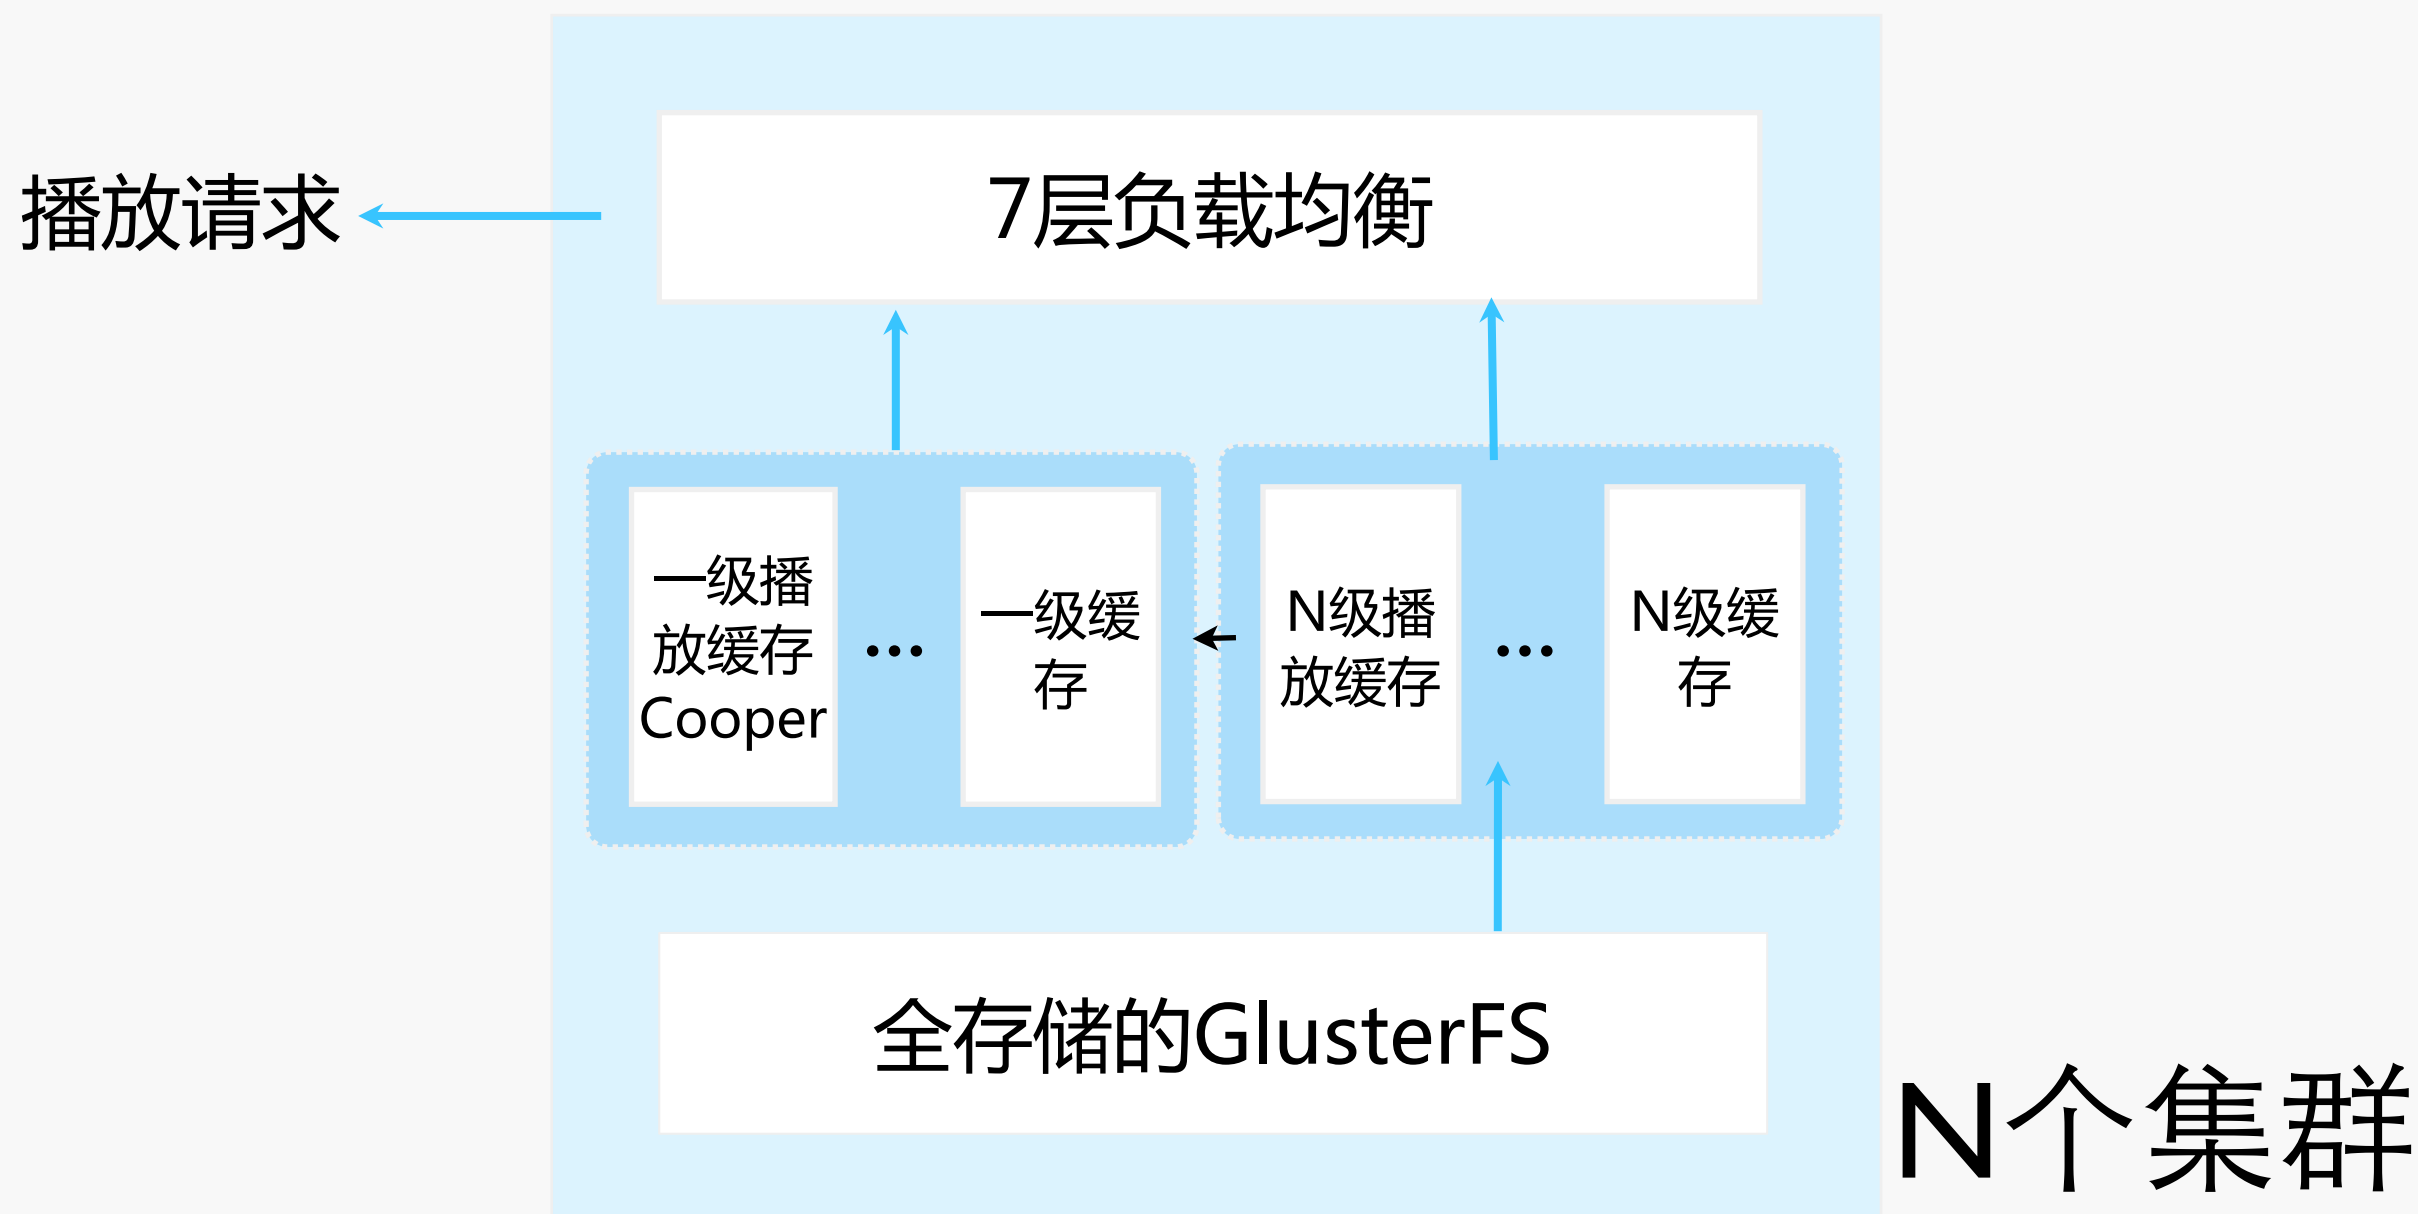 播放请求
7层负载均衡
一级播
放缓存
Cooper
...
一级缓
存
N级播
放缓存
...
N级缓
存
全存储的GlusterFS
N个集群